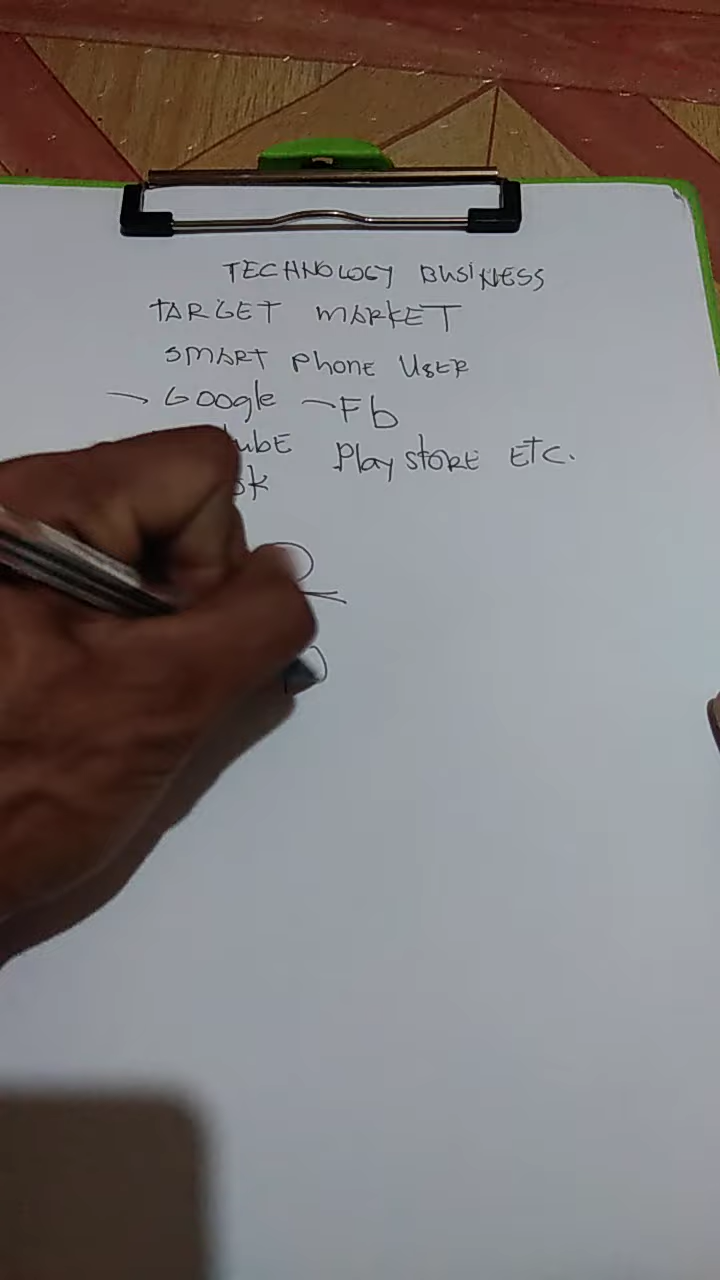 TECHNOLOGY BUSINESS
TARGET MARKET
SMART PHONE USER
→ Google – Fb
Play store ETC.